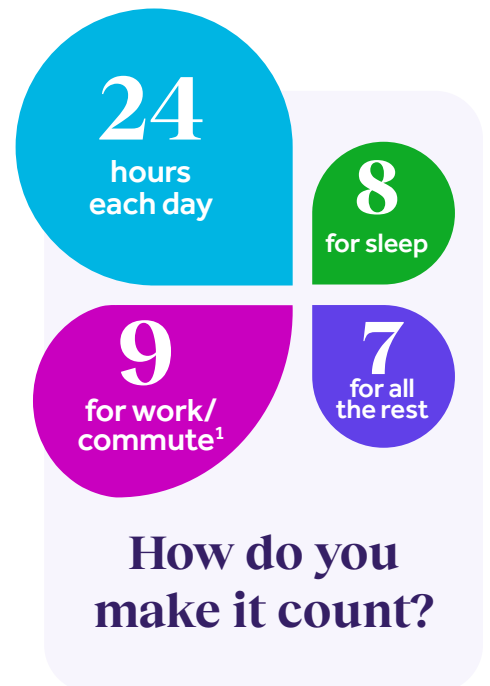 24
hours
each day
8
for sleep
9
for work/
commute¹
7
for all
the rest
How do you
make it count?